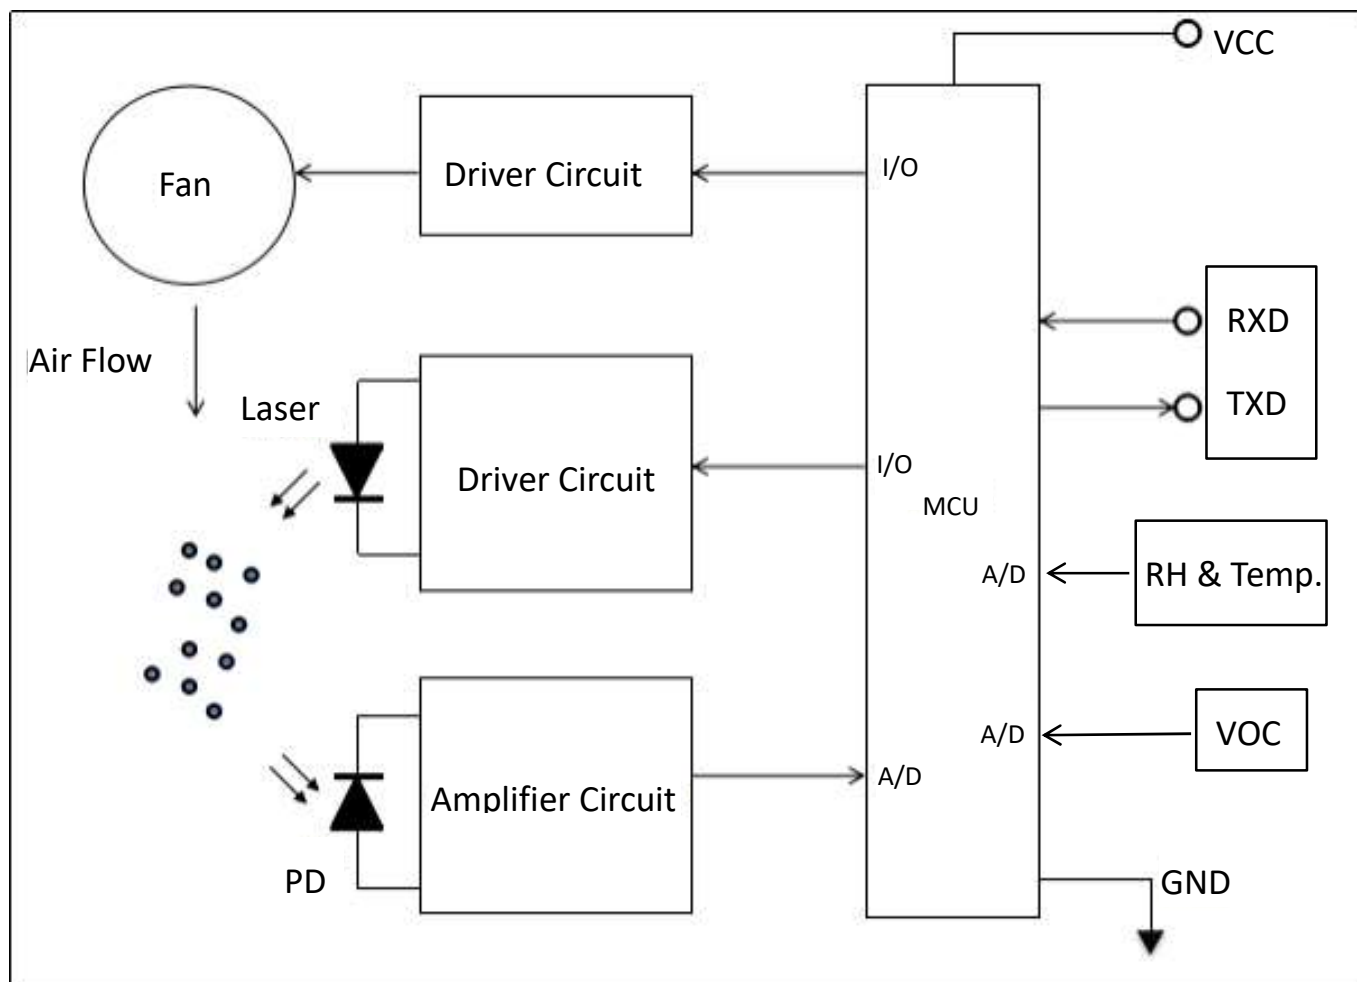 VCC
Fan
Driver Circuit
I/O
Air Flow
Laser
RXD
TXD
Driver Circuit
I/O
MCU
A/D
RH & Temp.
A/D
VOC
Amplifier Circuit
A/D
PD
GND